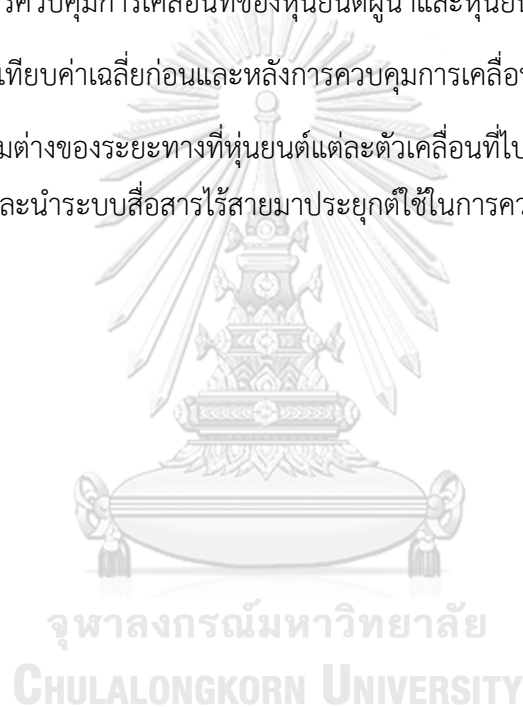 รควบคุมการเคลื่อนที่ของหุ่นยนต์ผู้นำและหุ่นยน
เทียบค่าเฉลี่ยก่อนและหลังการควบคุมการเคลื่อน
มต่างของระยะทางที่หุ่นยนต์แต่ละตัวเคลื่อนที่ไป
ละนำระบบสื่อสารไร้สายมาประยุกต์ใช้ในการคว
จุฬาลงกรณ์มหาวิทยาลัย
CHULALONGKORN UNIVERSITY